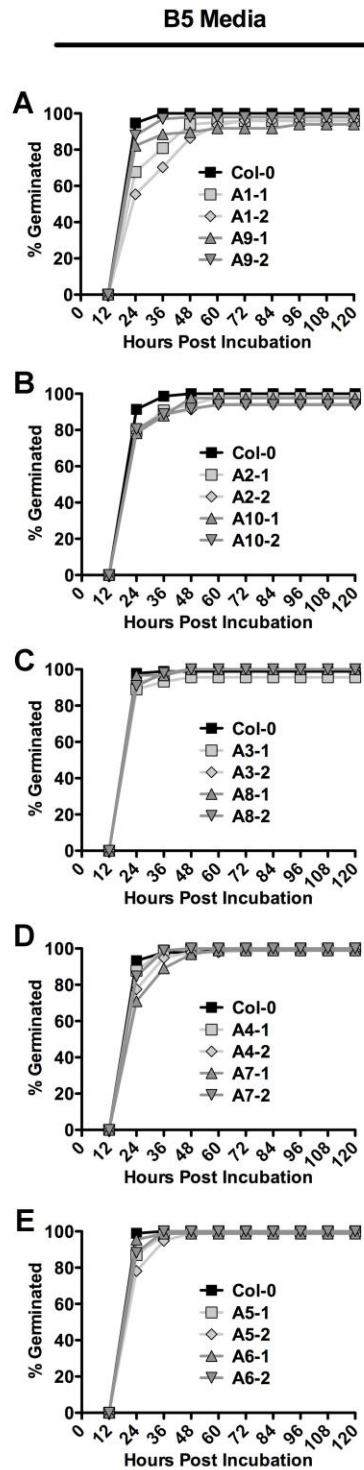 B5 Media
A
% Germinated
100
80
60
40
20
0
Col-0
A1-1
A1-2
A9-1
A9-2
0 12 24 36 48 60 72 84 96 108 120
Hours Post Incubation
B
% Germinated
100
80
60
40
20
0
Col-0
A2-1
A2-2
A10-1
A10-2
0 12 24 36 48 60 72 84 96 108 120
Hours Post Incubation
C
% Germinated
100
80
60
40
20
0
Col-0
A3-1
A3-2
A8-1
A8-2
0 12 24 36 48 60 72 84 96 108 120
Hours Post Incubation
D
% Germinated
100
80
60
40
20
0
Col-0
A4-1
A4-2
A7-1
A7-2
0 12 24 36 48 60 72 84 96 108 120
Hours Post Incubation
E
% Germinated
100
80
60
40
20
0
Col-0
A5-1
A5-2
A6-1
A6-2
0 12 24 36 48 60 72 84 96 108 120
Hours Post Incubation